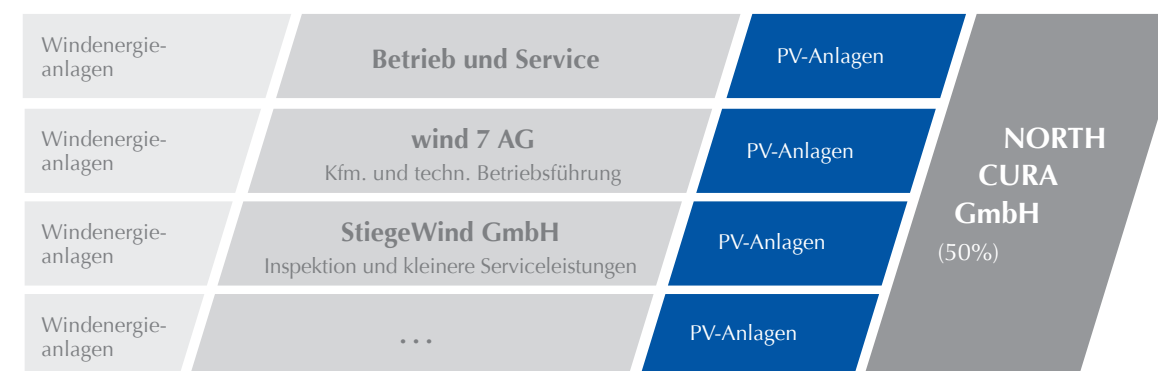 Windenergie-
anlagen
Betrieb und Service
PV-Anlagen
Windenergie-
anlagen
wind 7 AG
Kfm. und techn. Betriebsführung
PV-Anlagen
Windenergie-
anlagen
StiegeWind GmbH
Inspektion und kleinere Serviceleistungen
PV-Anlagen
Windenergie-
anlagen
...
PV-Anlagen
NORTH
CURA
GmbH
(50%)